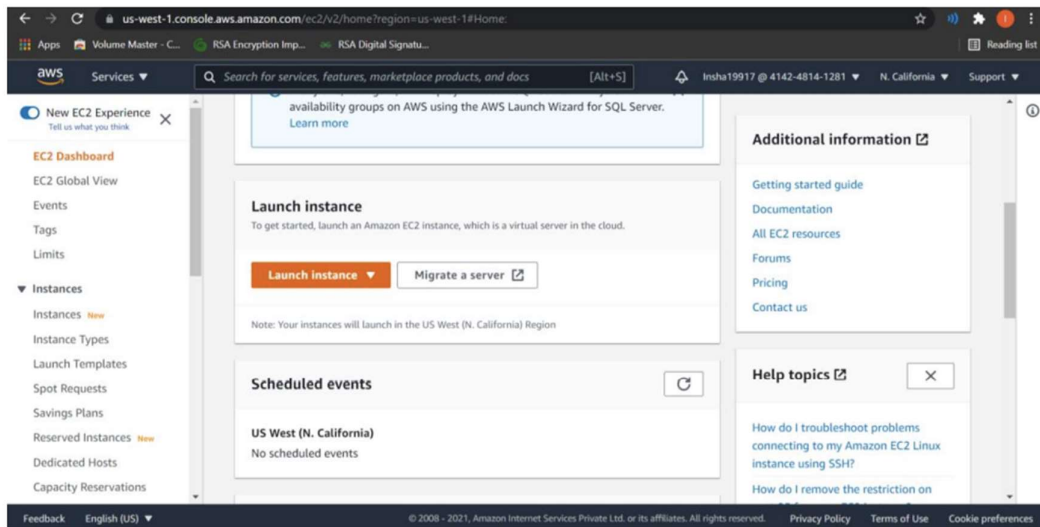 us-west-1.console.aws.amazon.com/ec2/v2/home?region=us-west-1#Home:
Apps Volume Master - C... RSA Encryption Imp... RSA Digital Signatu... Reading list
aws Services ▼ Search for services, features, marketplace products, and docs [Alt+S] Insha19917 @ 4142-4814-1281 ▼ N. California ▼ Support ▼
New EC2 Experience
Tell us what you think
EC2 Dashboard
EC2 Global View
Events
Tags
Limits
Instances
Instances New
Instance Types
Launch Templates
Spot Requests
Savings Plans
Reserved Instances New
Dedicated Hosts
Capacity Reservations
availability groups on AWS using the AWS Launch Wizard for SQL Server.
Learn more
Launch instance
To get started, launch an Amazon EC2 instance, which is a virtual server in the cloud.
Launch instance ▼ Migrate a server
Note: Your instances will launch in the US West (N. California) Region
Scheduled events
US West (N. California)
No scheduled events
Additional information
Getting started guide
Documentation
All EC2 resources
Forums
Pricing
Contact us
Help topics
How do I troubleshoot problems
connecting to my Amazon EC2 Linux
instance using SSH?
How do I remove the restriction on
Feedback English (US) ▼ © 2008 - 2021, Amazon Internet Services Private Ltd. or its affiliates. All rights reserved. Privacy Policy Terms of Use Cookie preferences